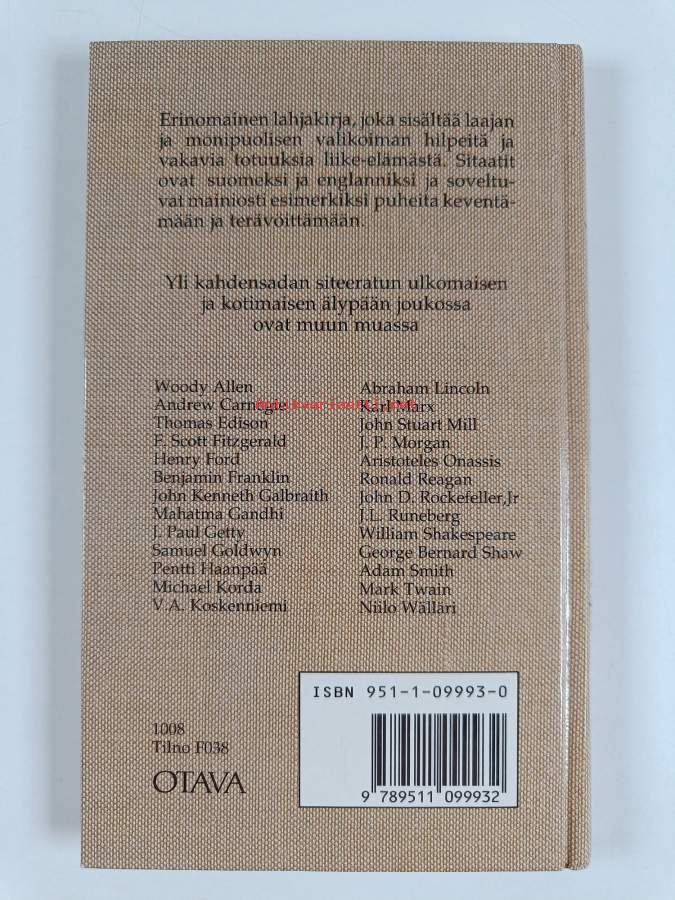 Erinomainen lahjakirja, joka sisältää laajan
ja monipuolisen valikoiman hilpeitä ja
vakavia totuuksia liike-elämästä. Sitaatit
ovat suomeksi ja englanniksi ja soveltu-
vat mainiosti esimerkiksi puheita keventä-
mään ja terävöittämään.
Yli kahdensadan siteeratun ulkomaisen
ja kotimaisen älypään joukossa
ovat muun muassa
Woody Allen
Andrew Carnegie
Thomas Edison
F. Scott Fitzgerald
Henry Ford
Benjamin Franklin
John Kenneth Galbraith
Mahatma Gandhi
J. Paul Getty
Samuel Goldwyn
Pentti Haanpää
Michael Korda
V.A. Koskenniemi
Abraham Lincoln
Karl Marx
John Stuart Mill
J. P. Morgan
Aristoteles Onassis
Ronald Reagan
John D. Rockefeller,Jr
J.L. Runeberg
William Shakespeare
George Bernard Shaw
Adam Smith
Mark Twain
Niilo Wälläri
ISBN 951-1-09993-0
9 789511 099932
1008
Tilno F038
OTAVA